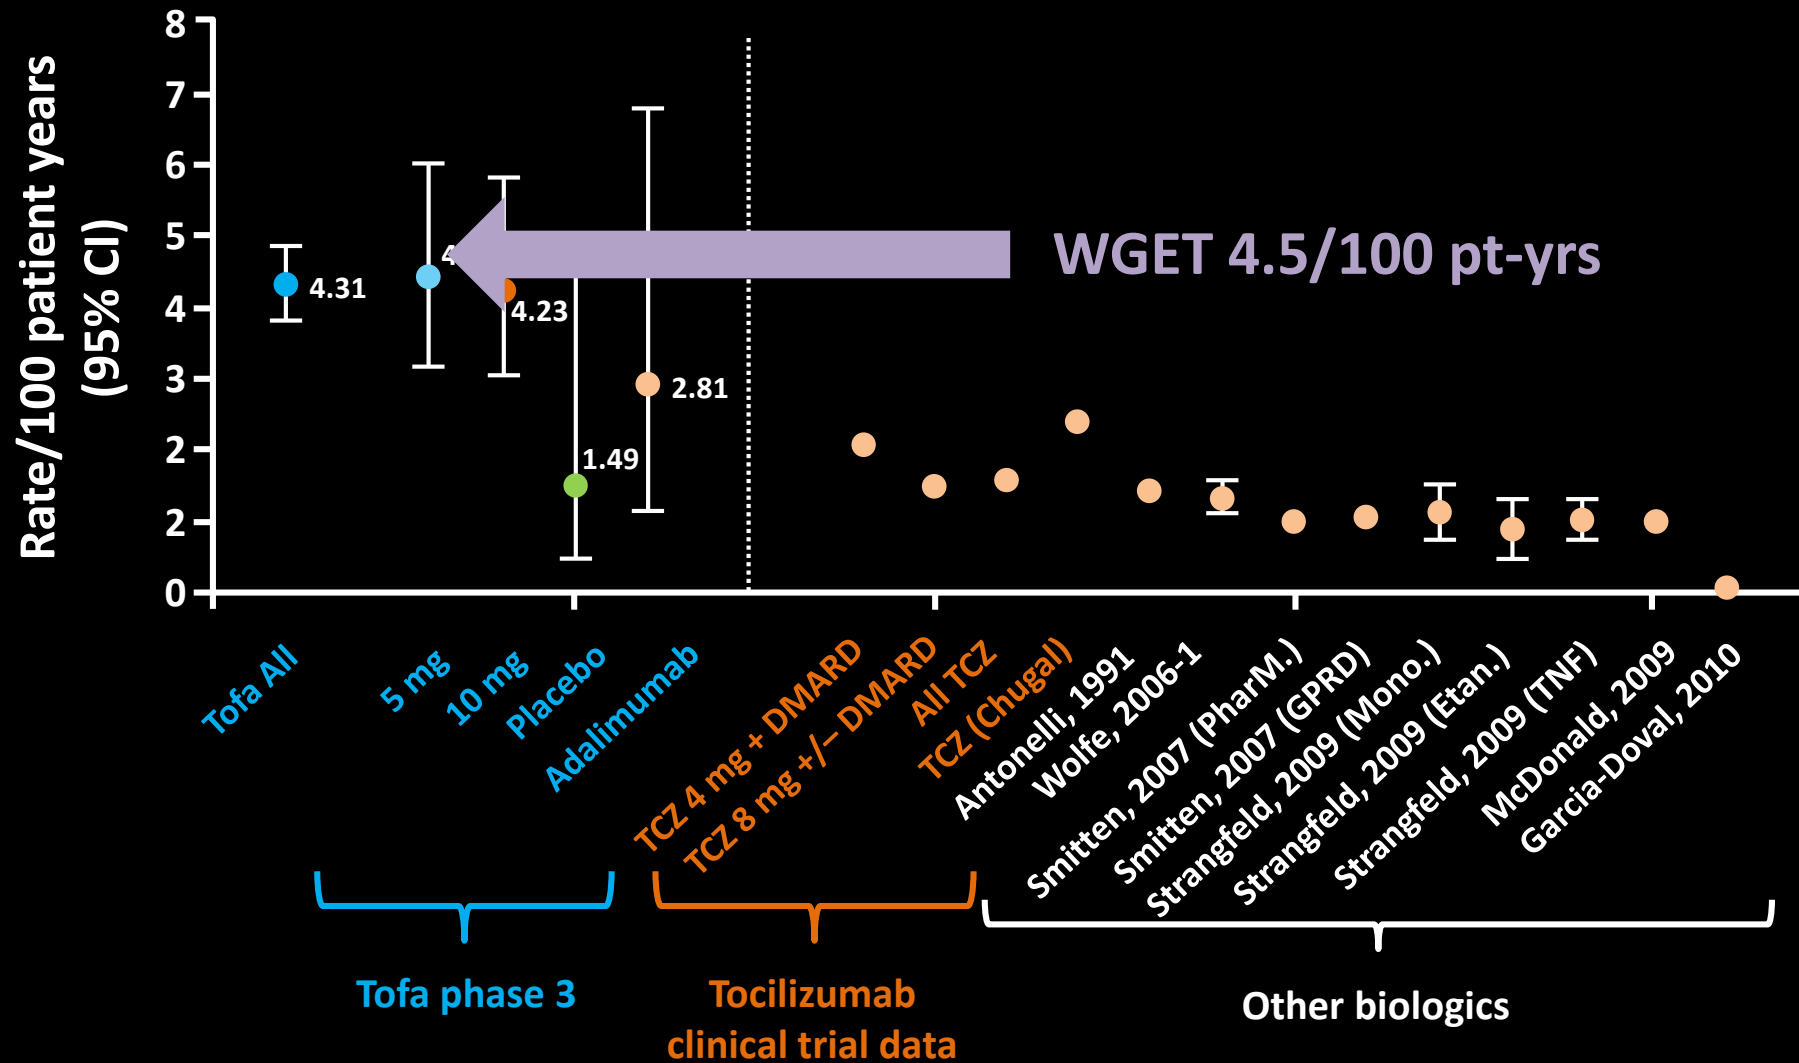 Rate/100 patient years
(95% CI)
8
7
6
5
4
3
2
2
0
4.31
4
4.23
1.49
2.81
WGET 4.5/100 pt-yrs
Tofa All
5 mg
10 mg
Placebo
Adalimumab
TCZ 4 mg + DMARD
TCZ 8 mg +/– DMARD
All TCZ
TCZ (Chugal)
Antonelli, 1991
Wolfe, 2006-1
Smitten, 2007 (PharM.)
Smitten, 2007 (GPRD)
Strangfeld, 2009 (Mono.)
Strangfeld, 2009 (Etan.)
Strangfeld, 2009 (TNF)
McDonald, 2009
Garcia-Doval, 2010
Tofa phase 3
Tocilizumab
clinical trial data
Other biologics